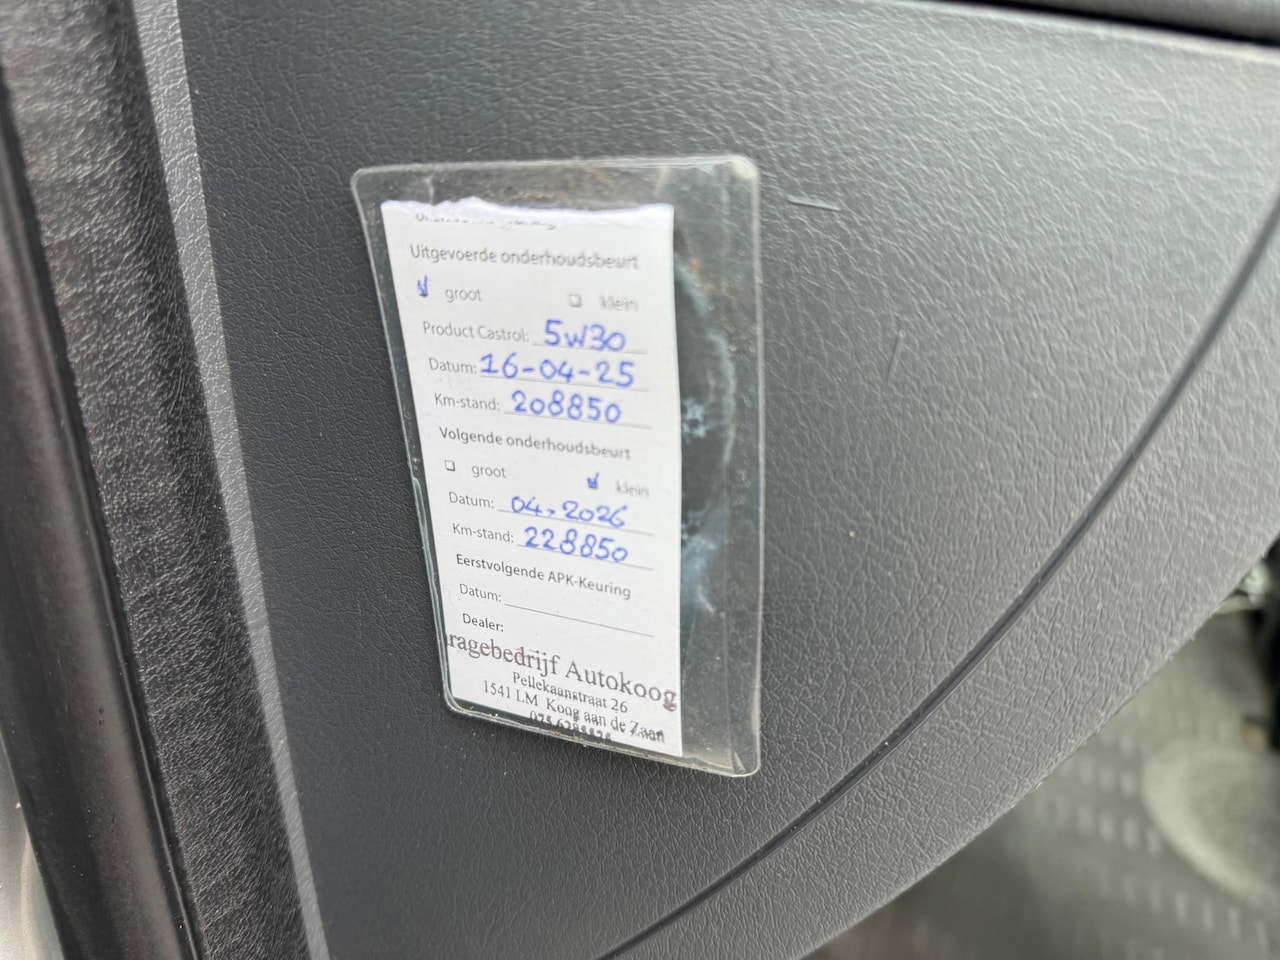 Uitgevoerde onderhoudsbeurt
groot klein
Product Castrol: 5W30
Datum: 16-04-25
Km-stand: 208850
Volgende onderhoudsbeurt
groot klein
Datum: 04-2026
Km-stand: 228850
Eerstvolgende APK-Keuring
Datum:
Dealer:
ragebedrijf Autokoog
Pellekaanstraat 26
1541 LM Koog aan de Zaan